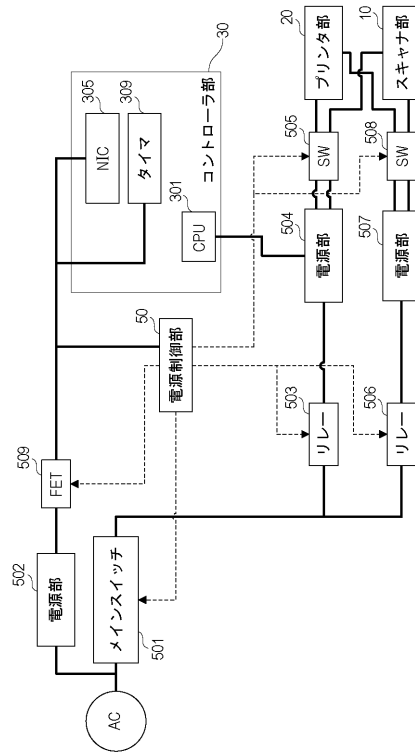 AC
502
電源部
メインスイッチ
501
509
FET
50
電源制御部
305
NIC
309
タイマ
30
コントローラ部
301
CPU
503
リレー
506
リレー
504
電源部
507
電源部
505
SW
508
SW
20
プリンタ部
10
スキャナ部